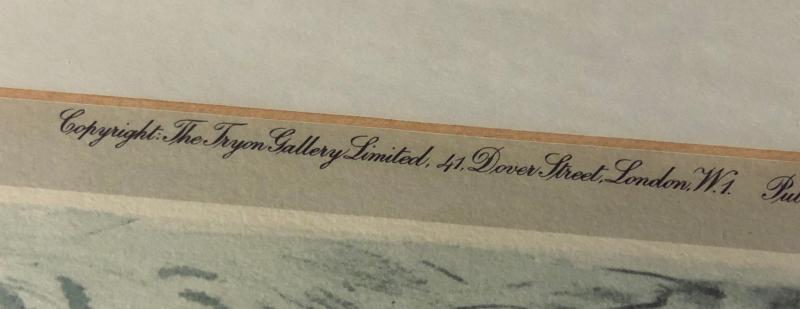 Copyright: The Tryon Gallery Limited, 41, Dover Street, London, W.1.